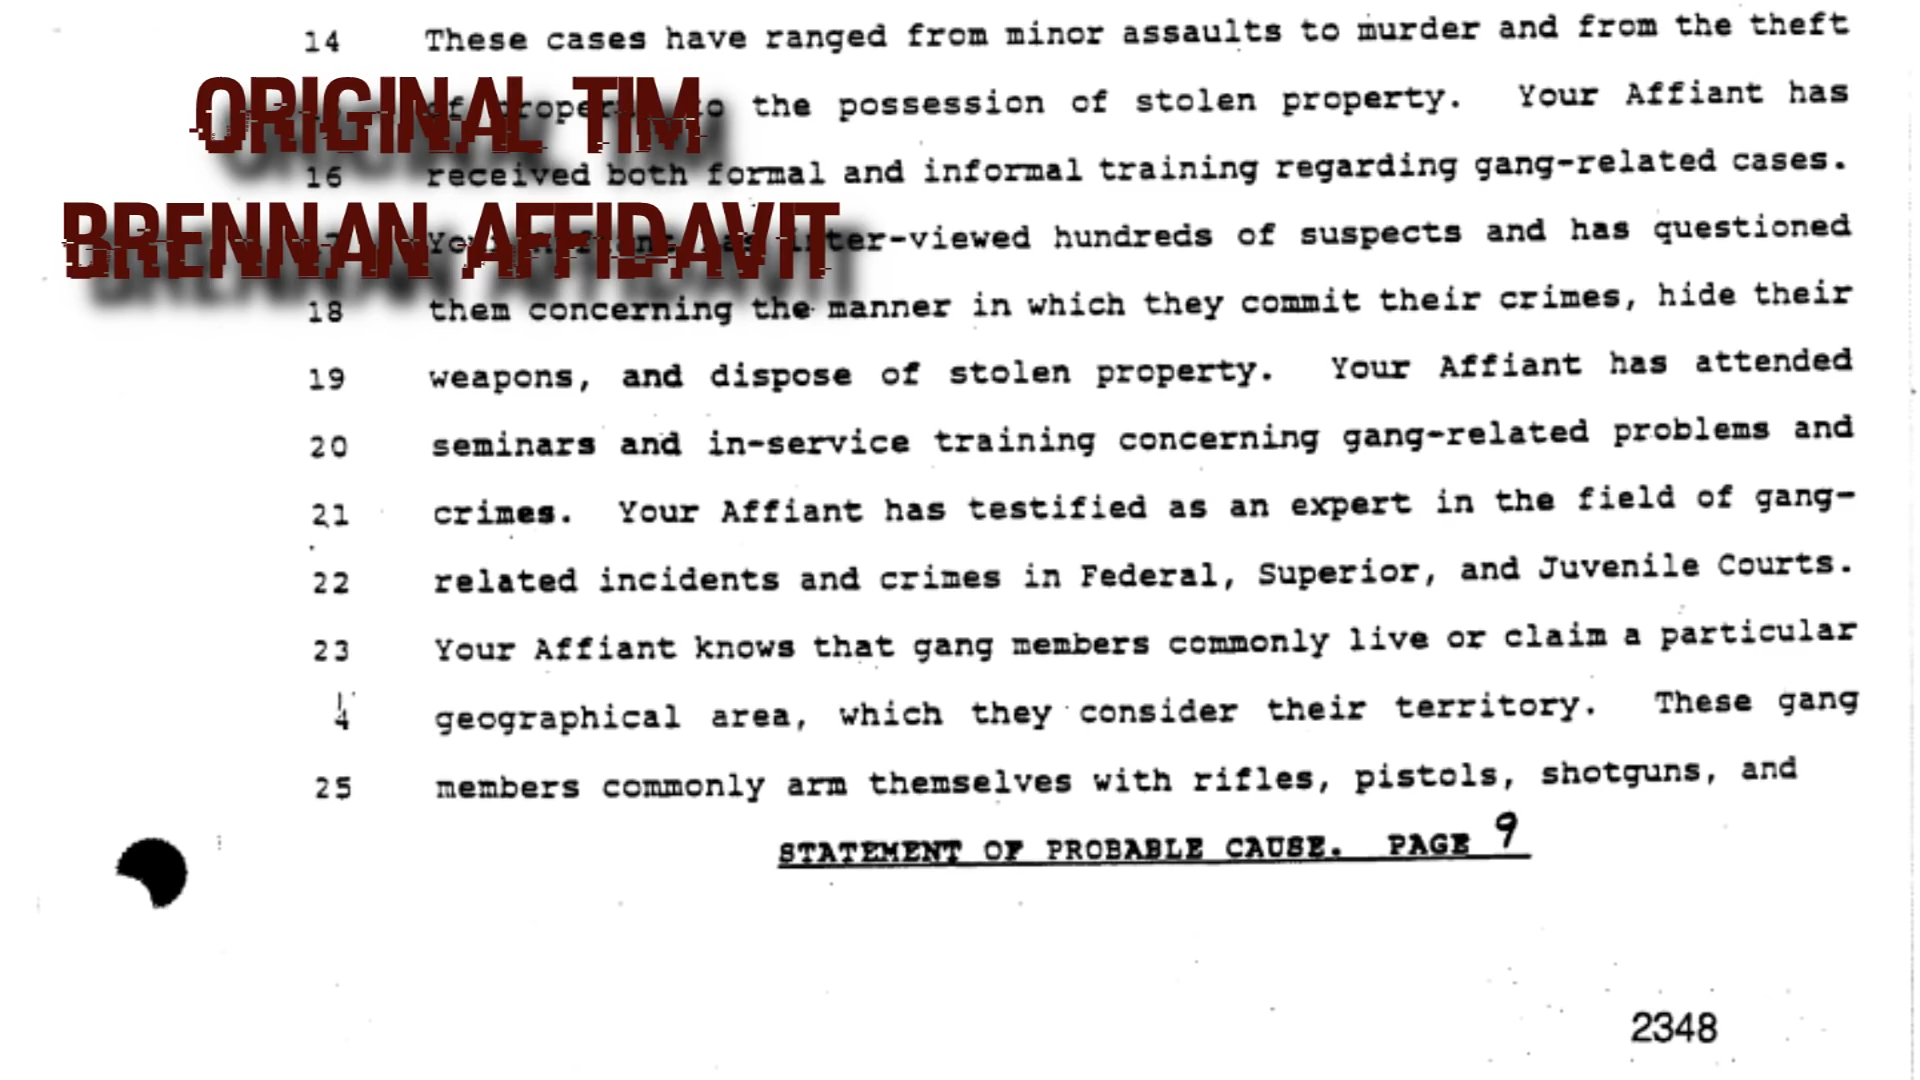 14 These cases have ranged from minor assaults to murder and from the theft
ORIGINAL TIM
of property to the possession of stolen property. Your Affiant has
16 received both formal and informal training regarding gang-related cases.
BRENNAN AFFIDAVIT
Your Affiant has inter-viewed hundreds of suspects and has questioned
18 them concerning the manner in which they commit their crimes, hide their
19 weapons, and dispose of stolen property. Your Affiant has attended
20 seminars and in-service training concerning gang-related problems and
21 crimes. Your Affiant has testified as an expert in the field of gang-
22 related incidents and crimes in Federal, Superior, and Juvenile Courts.
23 Your Affiant knows that gang members commonly live or claim a particular
4 geographical area, which they consider their territory. These gang
25 members commonly arm themselves with rifles, pistols, shotguns, and
STATEMENT OF PROBABLE CAUSE. PAGE 9
2348